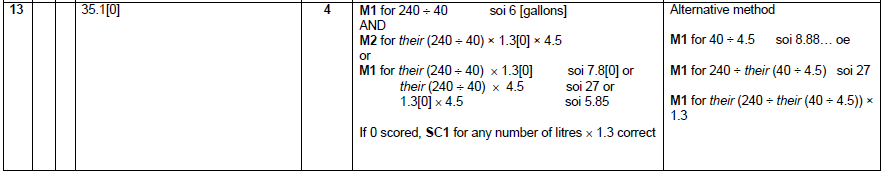 13 35.1[0] 4 M1 for 240 ÷ 40 soi 6 [gallons]
AND
M2 for their (240 ÷ 40) × 1.3[0] × 4.5
or
M1 for their (240 ÷ 40) × 1.3[0] soi 7.8[0] or
their (240 ÷ 40) × 4.5 soi 27 or
1.3[0] × 4.5 soi 5.85
If 0 scored, SC1 for any number of litres × 1.3 correct
Alternative method
M1 for 40 ÷ 4.5 soi 8.88... oe
M1 for 240 ÷ their (40 ÷ 4.5) soi 27
M1 for their (240 ÷ their (40 ÷ 4.5)) ×
1.3